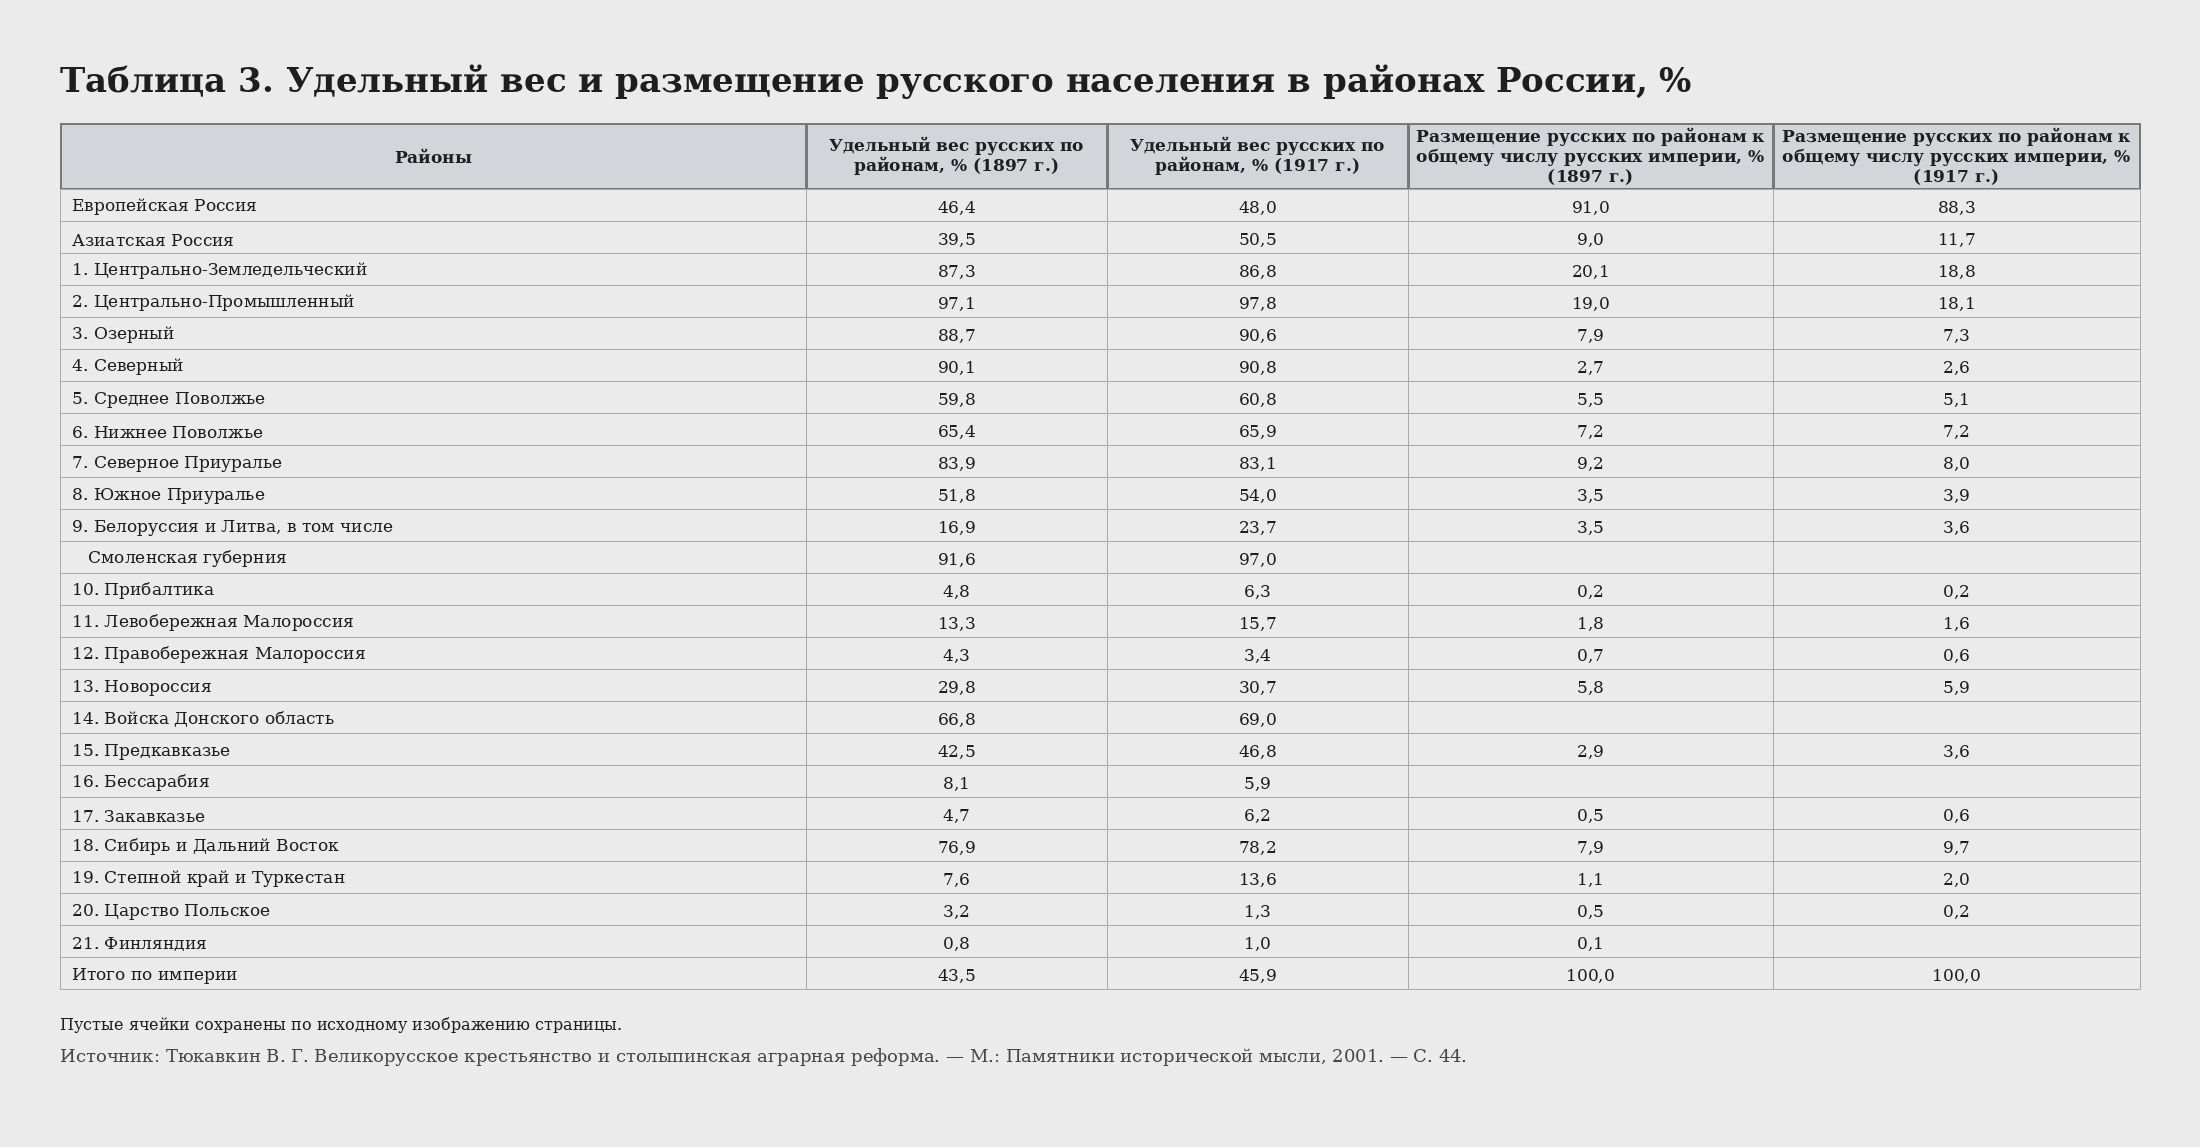 Таблица 3. Удельный вес и размещение русского населения в районах России, %
Районы | Удельный вес русских по районам, % (1897 г.) | Удельный вес русских по районам, % (1917 г.) | Размещение русских по районам к общему числу русских империи, % (1897 г.) | Размещение русских по районам к общему числу русских империи, % (1917 г.)
Европейская Россия | 46,4 | 48,0 | 91,0 | 88,3
Азиатская Россия | 39,5 | 50,5 | 9,0 | 11,7
1. Центрально-Земледельческий | 87,3 | 86,8 | 20,1 | 18,8
2. Центрально-Промышленный | 97,1 | 97,8 | 19,0 | 18,1
3. Озерный | 88,7 | 90,6 | 7,9 | 7,3
4. Северный | 90,1 | 90,8 | 2,7 | 2,6
5. Среднее Поволжье | 59,8 | 60,8 | 5,5 | 5,1
6. Нижнее Поволжье | 65,4 | 65,9 | 7,2 | 7,2
7. Северное Приуралье | 83,9 | 83,1 | 9,2 | 8,0
8. Южное Приуралье | 51,8 | 54,0 | 3,5 | 3,9
9. Белоруссия и Литва, в том числе | 16,9 | 23,7 | 3,5 | 3,6
Смоленская губерния | 91,6 | 97,0 | |
10. Прибалтика | 4,8 | 6,3 | 0,2 | 0,2
11. Левобережная Малороссия | 13,3 | 15,7 | 1,8 | 1,6
12. Правобережная Малороссия | 4,3 | 3,4 | 0,7 | 0,6
13. Новороссия | 29,8 | 30,7 | 5,8 | 5,9
14. Войска Донского область | 66,8 | 69,0 | |
15. Предкавказье | 42,5 | 46,8 | 2,9 | 3,6
16. Бессарабия | 8,1 | 5,9 | |
17. Закавказье | 4,7 | 6,2 | 0,5 | 0,6
18. Сибирь и Дальний Восток | 76,9 | 78,2 | 7,9 | 9,7
19. Степной край и Туркестан | 7,6 | 13,6 | 1,1 | 2,0
20. Царство Польское | 3,2 | 1,3 | 0,5 | 0,2
21. Финляндия | 0,8 | 1,0 | 0,1 |
Итого по империи | 43,5 | 45,9 | 100,0 | 100,0
Пустые ячейки сохранены по исходному изображению страницы.
Источник: Тюкавкин В. Г. Великорусское крестьянство и столыпинская аграрная реформа. — М.: Памятники исторической мысли, 2001. — С. 44.